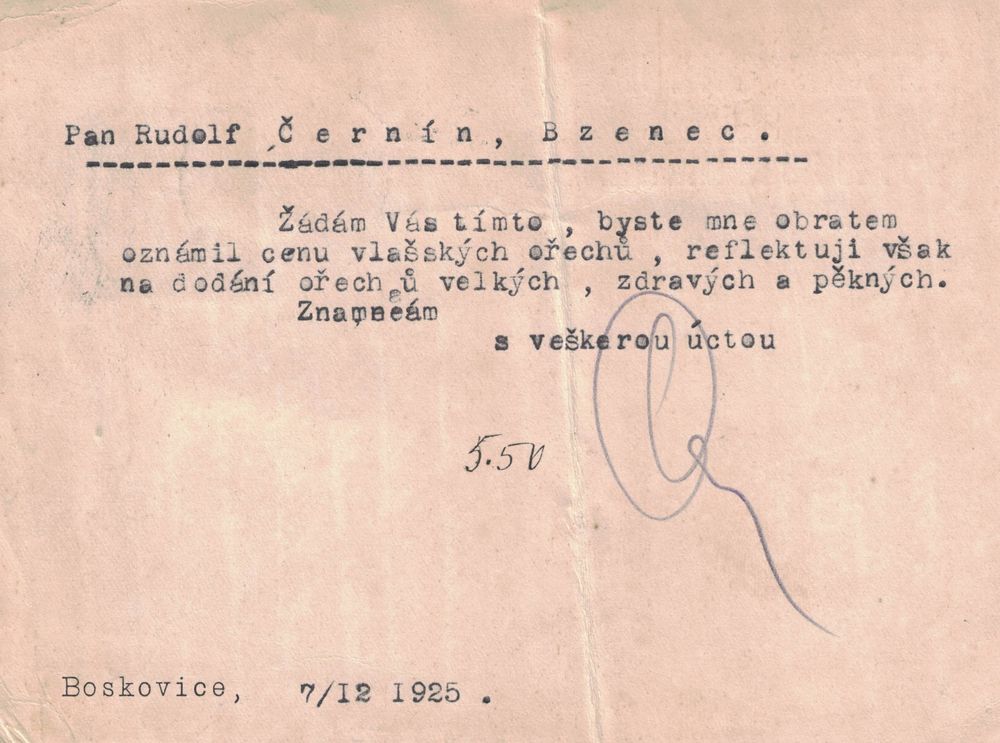 Pan Rudolf Černín, Bzenec.
Žádám Vás tímto , byste mne obratem
oznámil cenu vlašských ořechů , reflektuji však
na dodání ořechů velkých , zdravých a pěkných.
s veškerou úctou
5.50
Boskovice, 7/12 1925 .